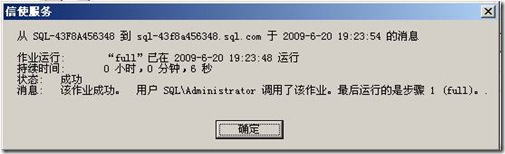 信使服务
从 SQL-43F8A456348 到 sql-43f8a456348.sql.com 于 2009-6-20 19:23:54 的消息
作业运行: “full”已在 2009-6-20 19:23:48 运行
持续时间: 0 小时,0 分钟,6 秒
状态: 成功
消息: 该作业成功。 用户 SQL\Administrator 调用了该作业。最后运行的是步骤 1 (full)。.
确定